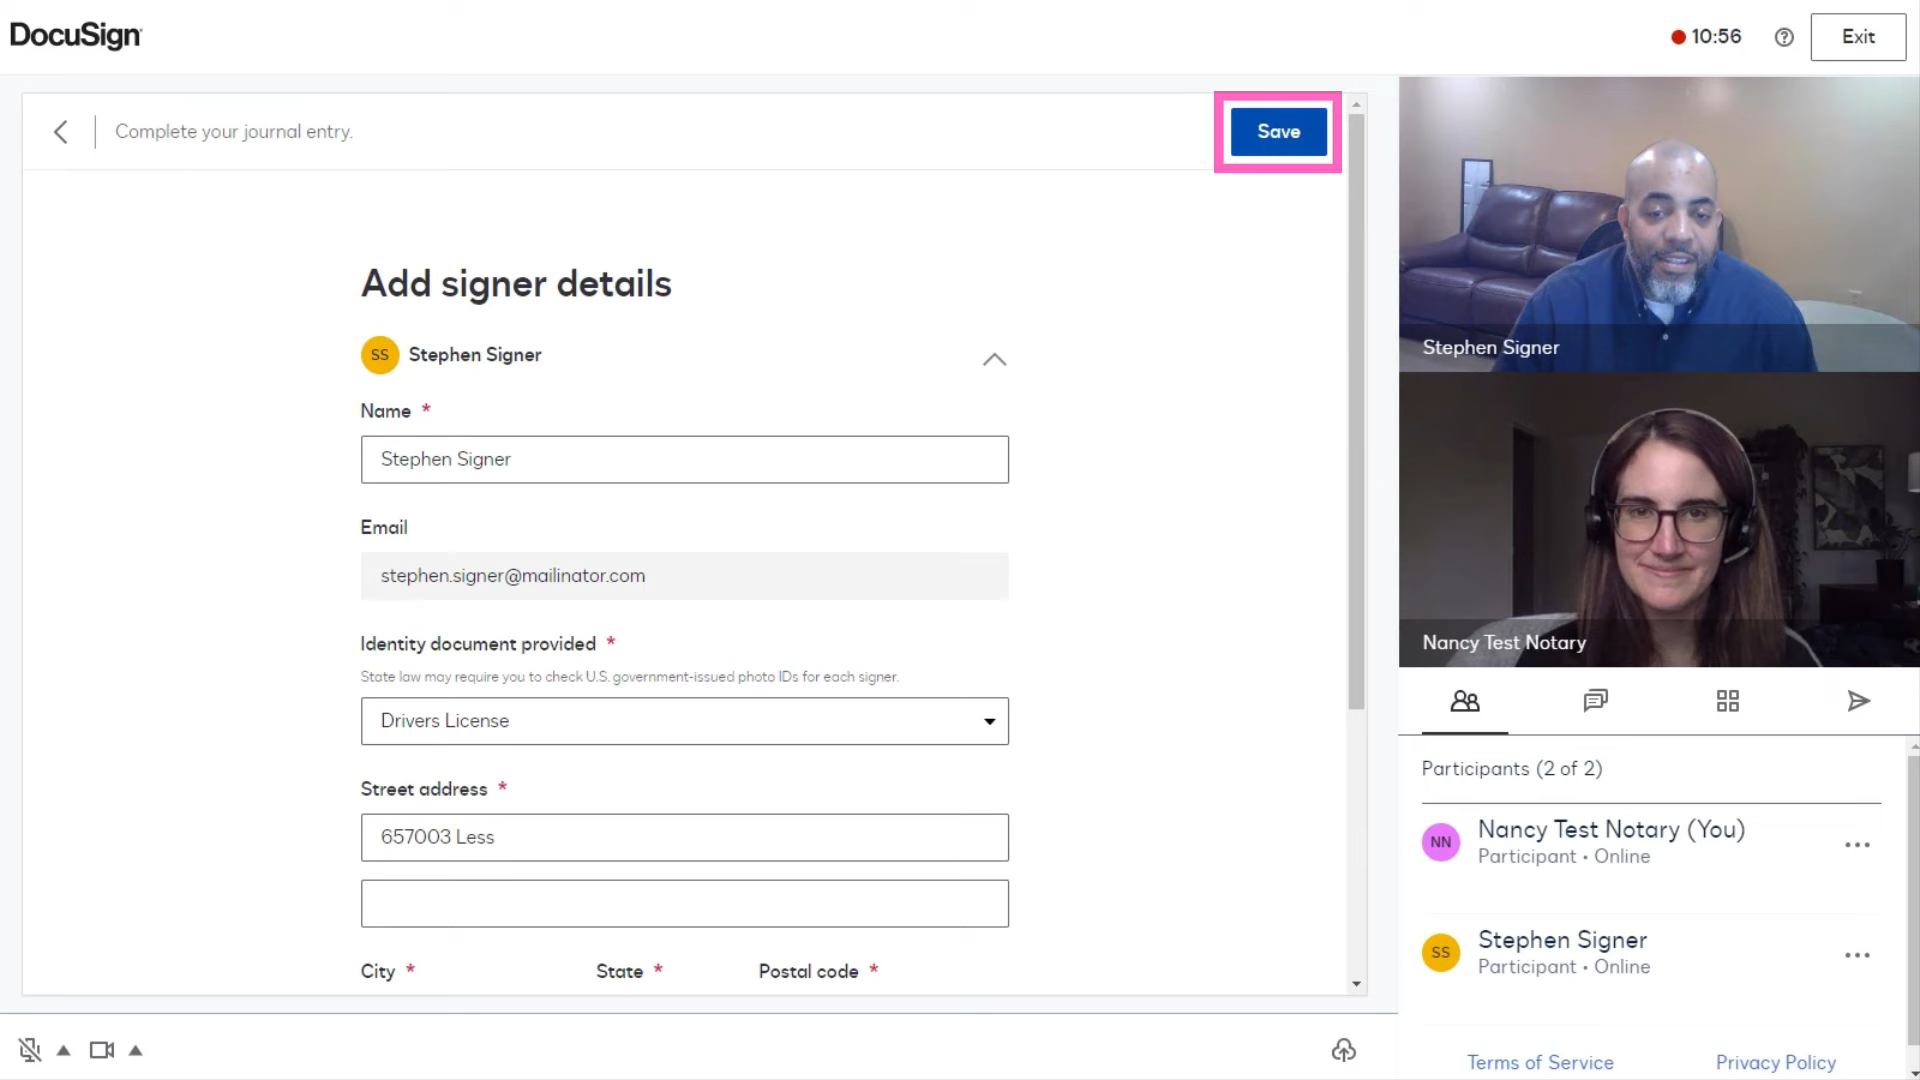 DocuSign
10:56
Exit
Complete your journal entry.
Save
Add signer details
SS Stephen Signer
Name *
Stephen Signer
Email
stephen.signer@mailinator.com
Identity document provided *
State law may require you to check U.S. government-issued photo IDs for each signer.
Drivers License
Street address *
657003 Less
City * State * Postal code *
Stephen Signer
Nancy Test Notary
Participants (2 of 2)
NN
Nancy Test Notary (You)
Participant • Online
SS
Stephen Signer
Participant • Online
Terms of Service Privacy Policy